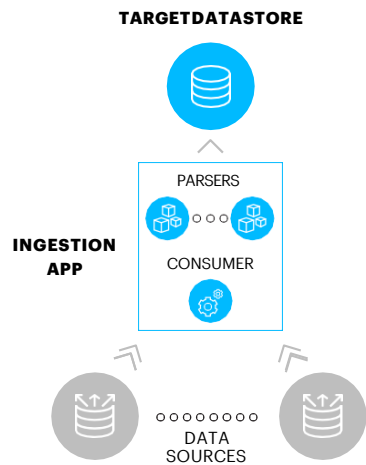 TARGETDATASTORE
PARSERS
INGESTION
APP
CONSUMER
DATA
SOURCES